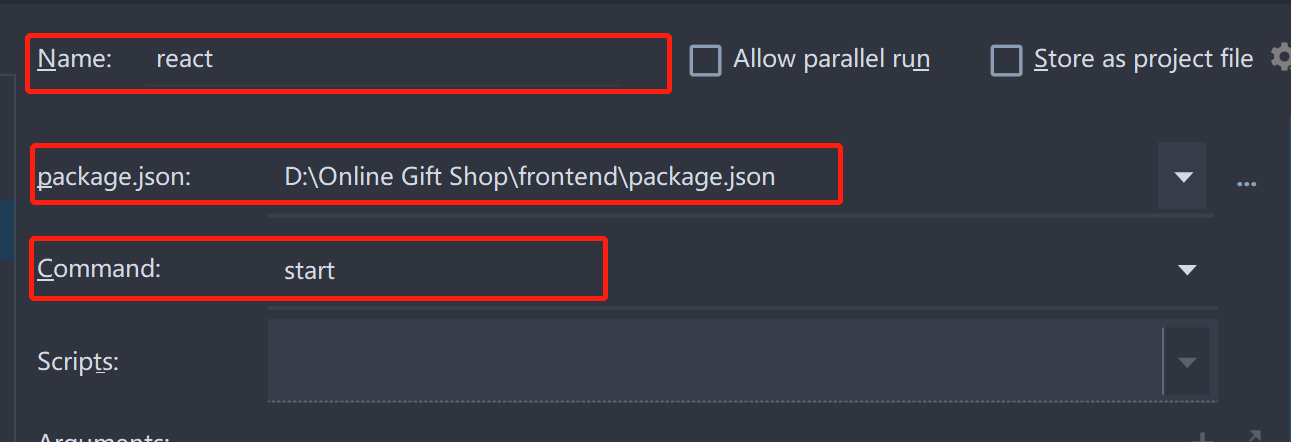 Name: react Allow parallel run Store as project file
package.json: D:\Online Gift Shop\frontend\package.json ...
Command: start
Scripts:
Arguments: